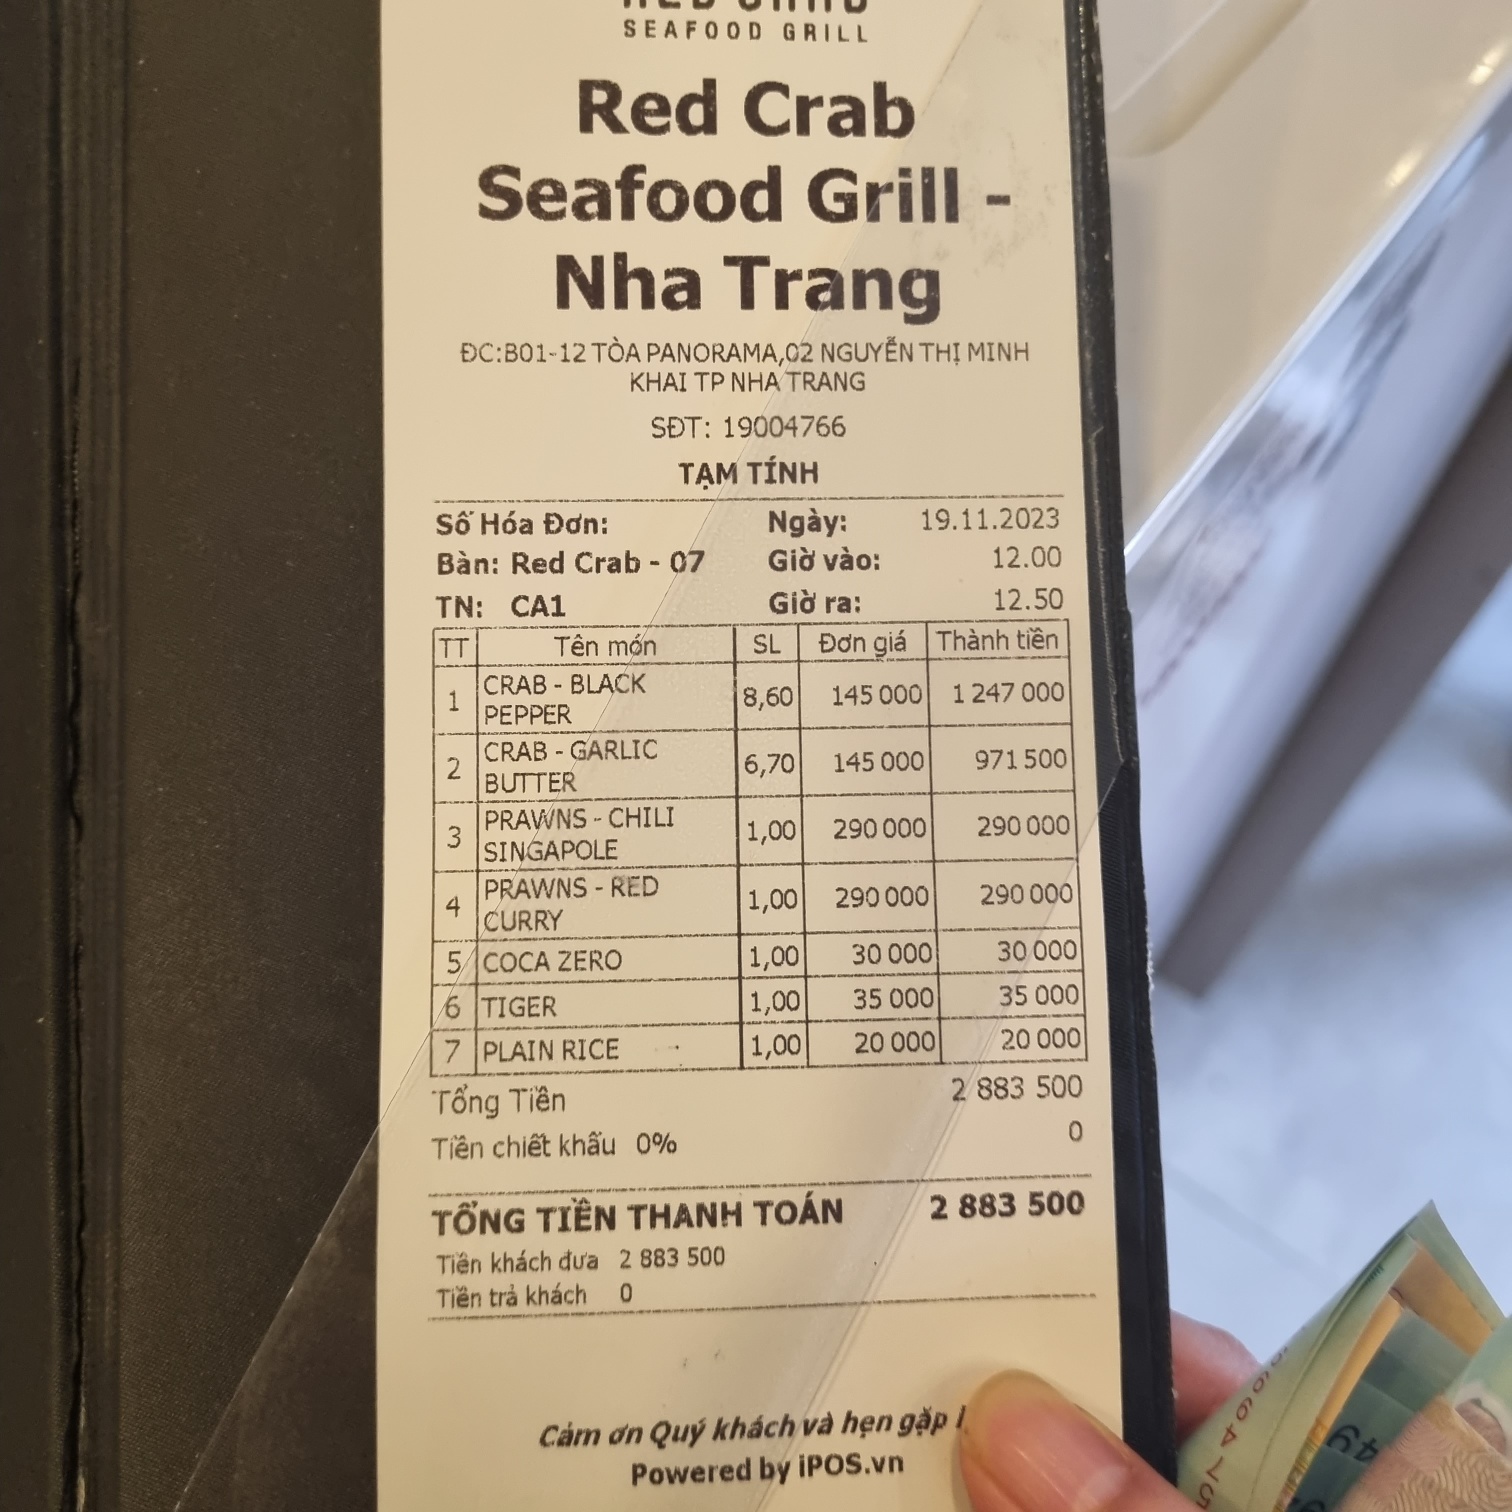 SEAFOOD GRILL
Red Crab
Seafood Grill -
Nha Trang
ĐC:B01-12 TÒA PANORAMA,02 NGUYỄN THỊ MINH
KHAI TP NHA TRANG
SĐT: 19004766
TẠM TÍNH
Số Hóa Đơn: Ngày: 19.11.2023
Bàn: Red Crab - 07 Giờ vào: 12.00
TN: CA1 Giờ ra: 12.50
TT Tên món SL Đơn giá Thành tiền
1 CRAB - BLACK PEPPER 8,60 145 000 1 247 000
2 CRAB - GARLIC BUTTER 6,70 145 000 971 500
3 PRAWNS - CHILI SINGAPOLE 1,00 290 000 290 000
4 PRAWNS - RED CURRY 1,00 290 000 290 000
5 COCA ZERO 1,00 30 000 30 000
6 TIGER 1,00 35 000 35 000
7 PLAIN RICE 1,00 20 000 20 000
Tổng Tiền 2 883 500
Tiền chiết khấu 0% 0
TỔNG TIỀN THANH TOÁN 2 883 500
Tiền khách đưa 2 883 500
Tiền trả khách 0
Cảm ơn Quý khách và hẹn gặp
Powered by iPOS.vn